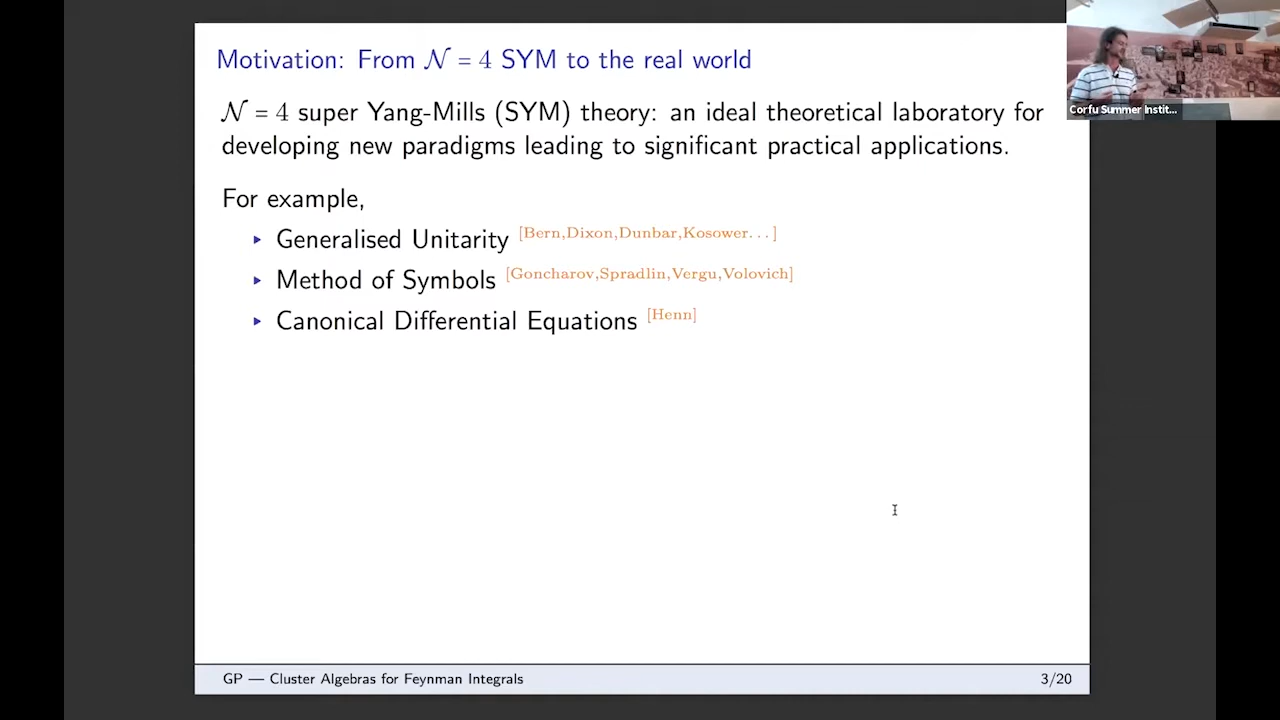 Motivation: From 𝒩 = 4 SYM to the real world
𝒩 = 4 super Yang-Mills (SYM) theory: an ideal theoretical laboratory for
developing new paradigms leading to significant practical applications.
For example,
▸ Generalised Unitarity [Bern,Dixon,Dunbar,Kosower...]
▸ Method of Symbols [Goncharov,Spradlin,Vergu,Volovich]
▸ Canonical Differential Equations [Henn]
GP — Cluster Algebras for Feynman Integrals 3/20
Corfu Summer Instit...